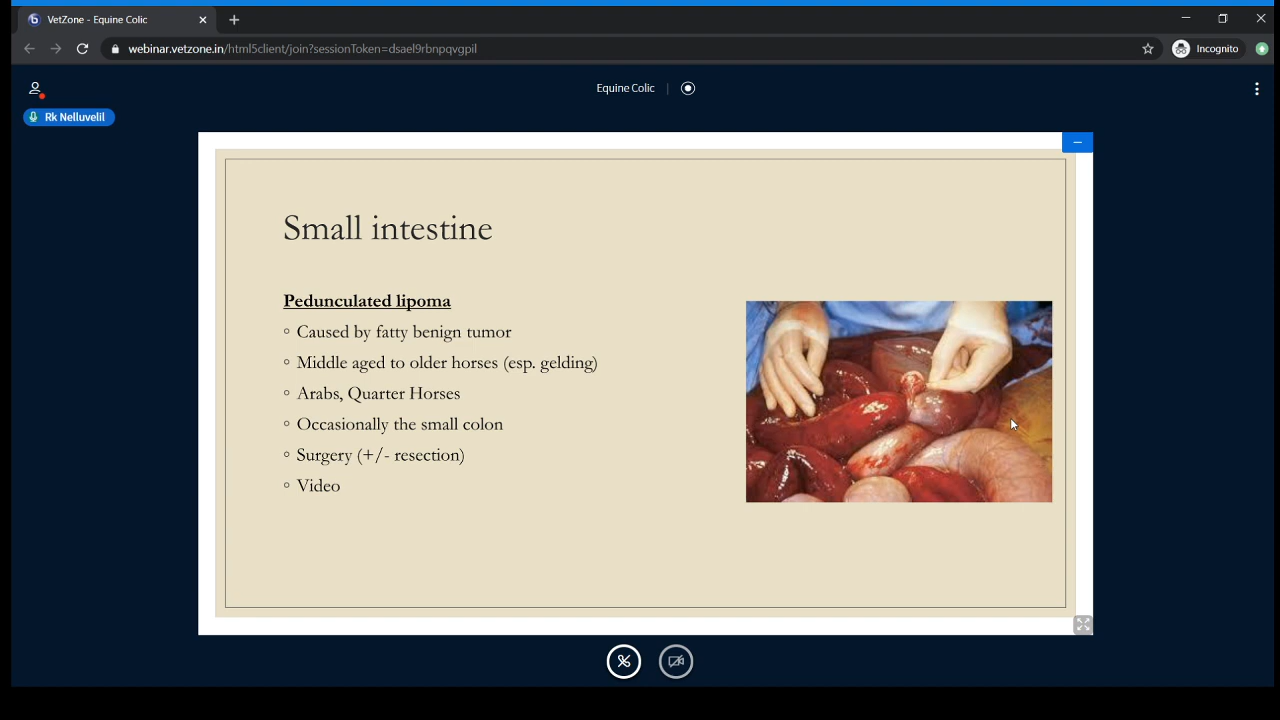 VetZone - Equine Colic
webinar.vetzone.in/html5client/join?sessionToken=dsael9rbnpqvgpil
Incognito
Equine Colic
Rk Nelluvelil
Small intestine
Pedunculated lipoma
Caused by fatty benign tumor
Middle aged to older horses (esp. gelding)
Arabs, Quarter Horses
Occasionally the small colon
Surgery (+/- resection)
Video